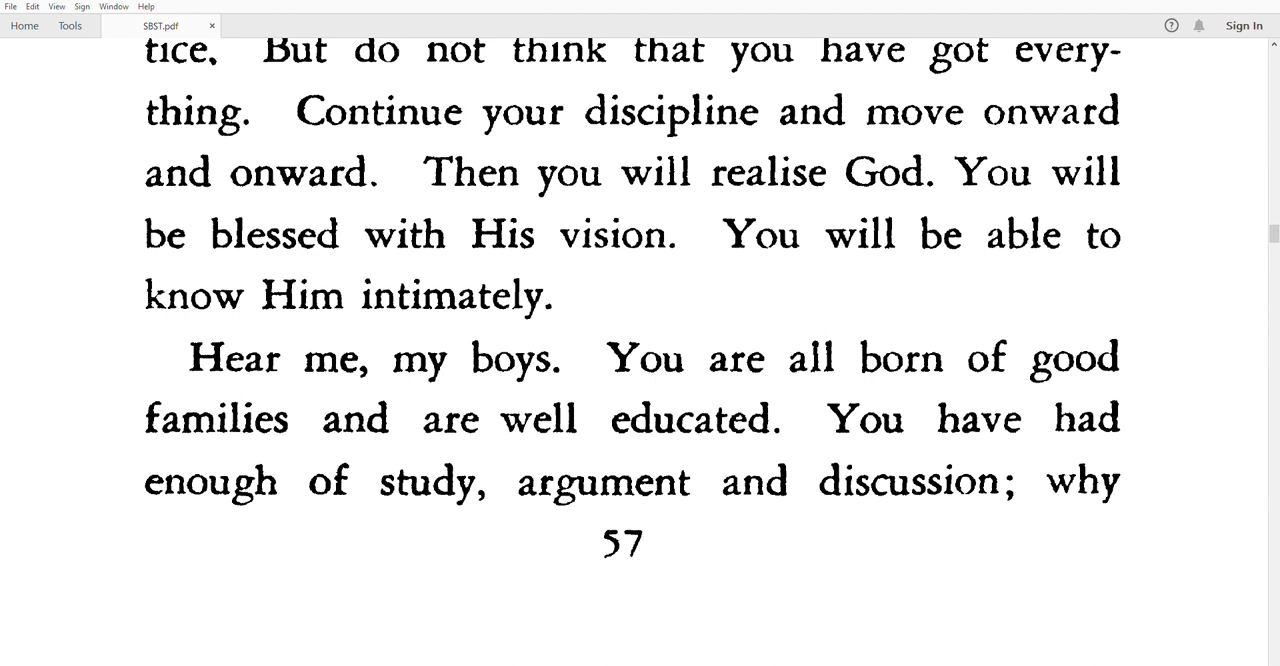 File Edit View Sign Window Help
Home Tools SBST.pdf × ? Sign In
tice. But do not think that you have got every-
thing. Continue your discipline and move onward
and onward. Then you will realise God. You will
be blessed with His vision. You will be able to
know Him intimately.
Hear me, my boys. You are all born of good
families and are well educated. You have had
enough of study, argument and discussion; why
57